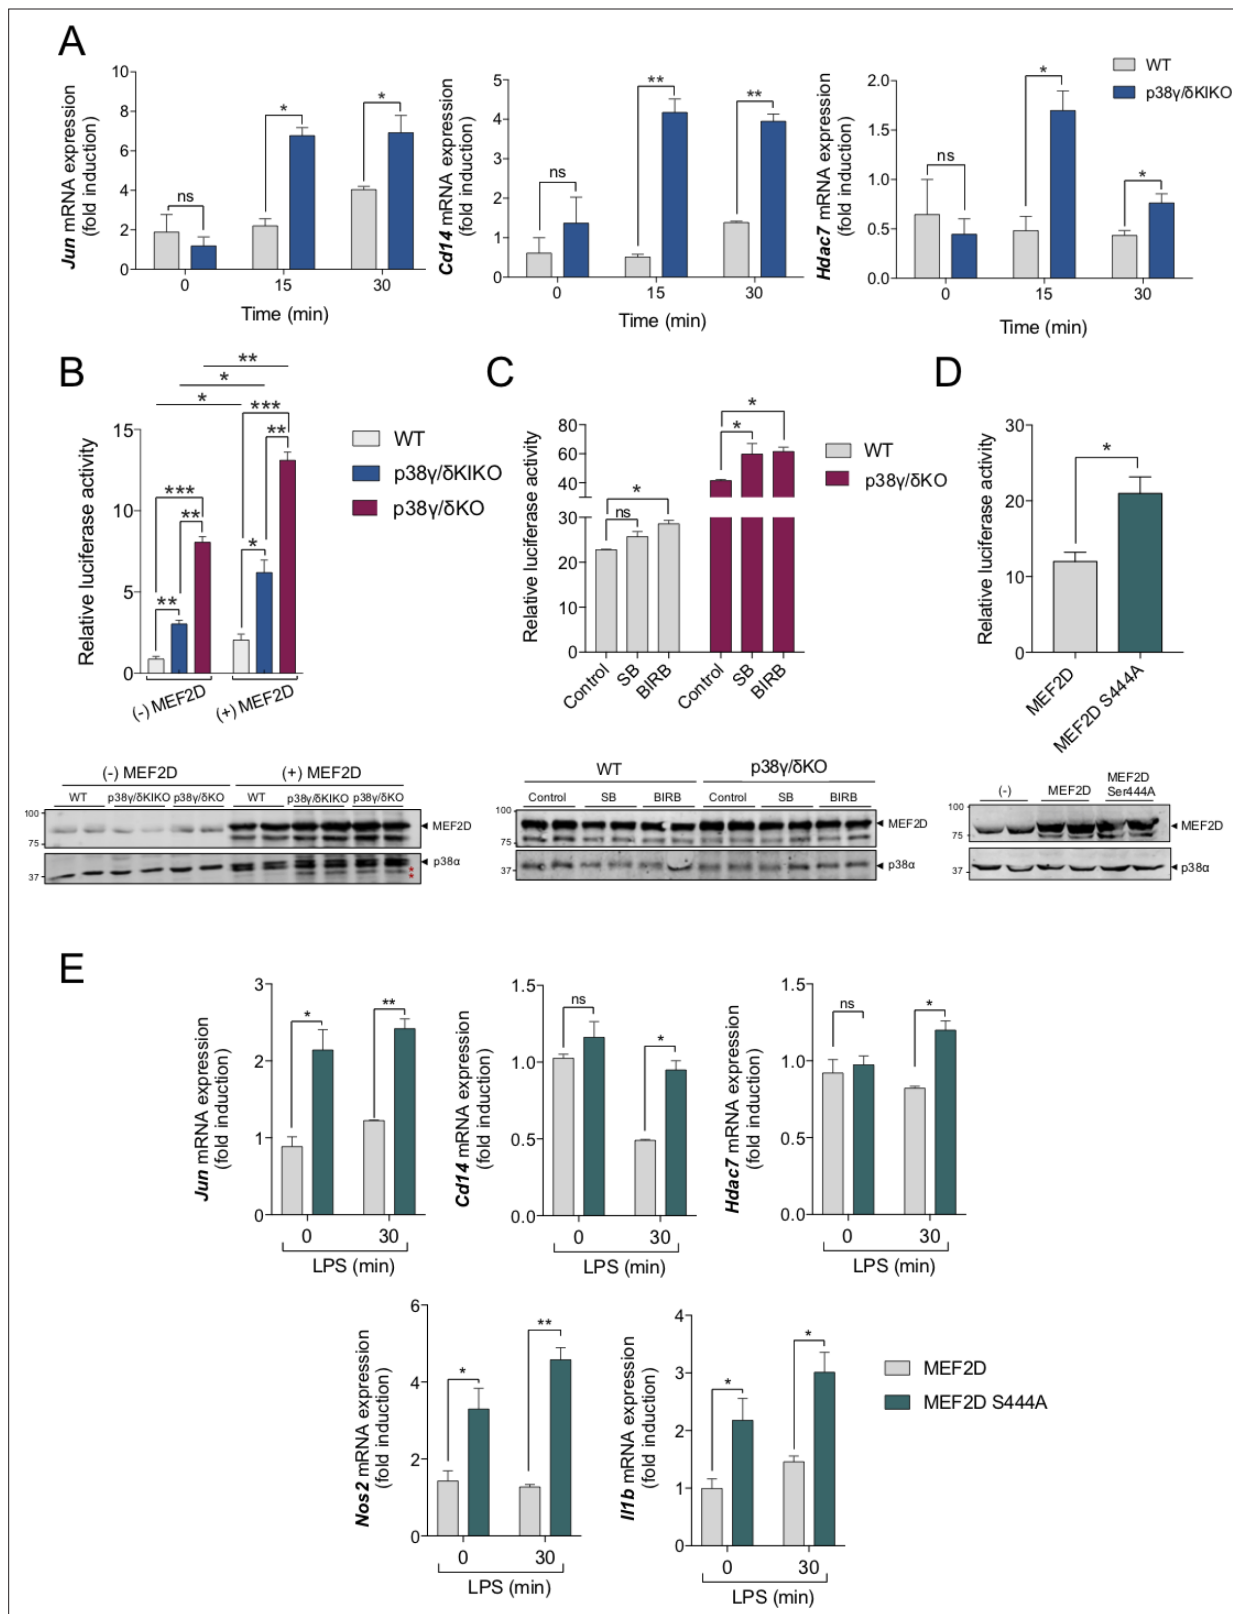 A
Jun mRNA expression
(fold induction)
10
8
6
4
2
0
ns
*
*
0
15
30
Time (min)
Cd14 mRNA expression
(fold induction)
5
4
3
2
1
0
ns
**
**
0
15
30
Time (min)
Hdac7 mRNA expression
(fold induction)
2.0
1.5
1.0
0.5
0.0
ns
*
*
0
15
30
Time (min)
WT
p38γ/δKIKO
B
Relative luciferase activity
15
10
5
0
**
*
*
***
**
***
**
**
*
(-) MEF2D
(+) MEF2D
WT
p38γ/δKIKO
p38γ/δKO
C
Relative luciferase activity
80
60
40
30
20
10
0
*
ns
*
*
Control
SB
BIRB
Control
SB
BIRB
WT
p38γ/δKO
D
Relative luciferase activity
30
20
10
0
*
MEF2D
MEF2D S444A
(-) MEF2D
(+) MEF2D
WT
p38γ/δKIKO
p38γ/δKO
WT
p38γ/δKIKO
p38γ/δKO
100
75
MEF2D
37
p38α
*
*
WT
p38γ/δKO
Control
SB
BIRB
Control
SB
BIRB
100
75
MEF2D
37
p38α
(-)
MEF2D
MEF2D
Ser444A
100
75
MEF2D
37
p38α
E
Jun mRNA expression
(fold induction)
3
2
1
0
*
**
0
30
LPS (min)
Cd14 mRNA expression
(fold induction)
1.5
1.0
0.5
0.0
ns
*
0
30
LPS (min)
Hdac7 mRNA expression
(fold induction)
1.5
1.0
0.5
0.0
ns
*
0
30
LPS (min)
Nos2 mRNA expression
(fold induction)
6
4
2
0
*
**
0
30
LPS (min)
Il1b mRNA expression
(fold induction)
4
3
2
1
0
*
*
0
30
LPS (min)
MEF2D
MEF2D S444A